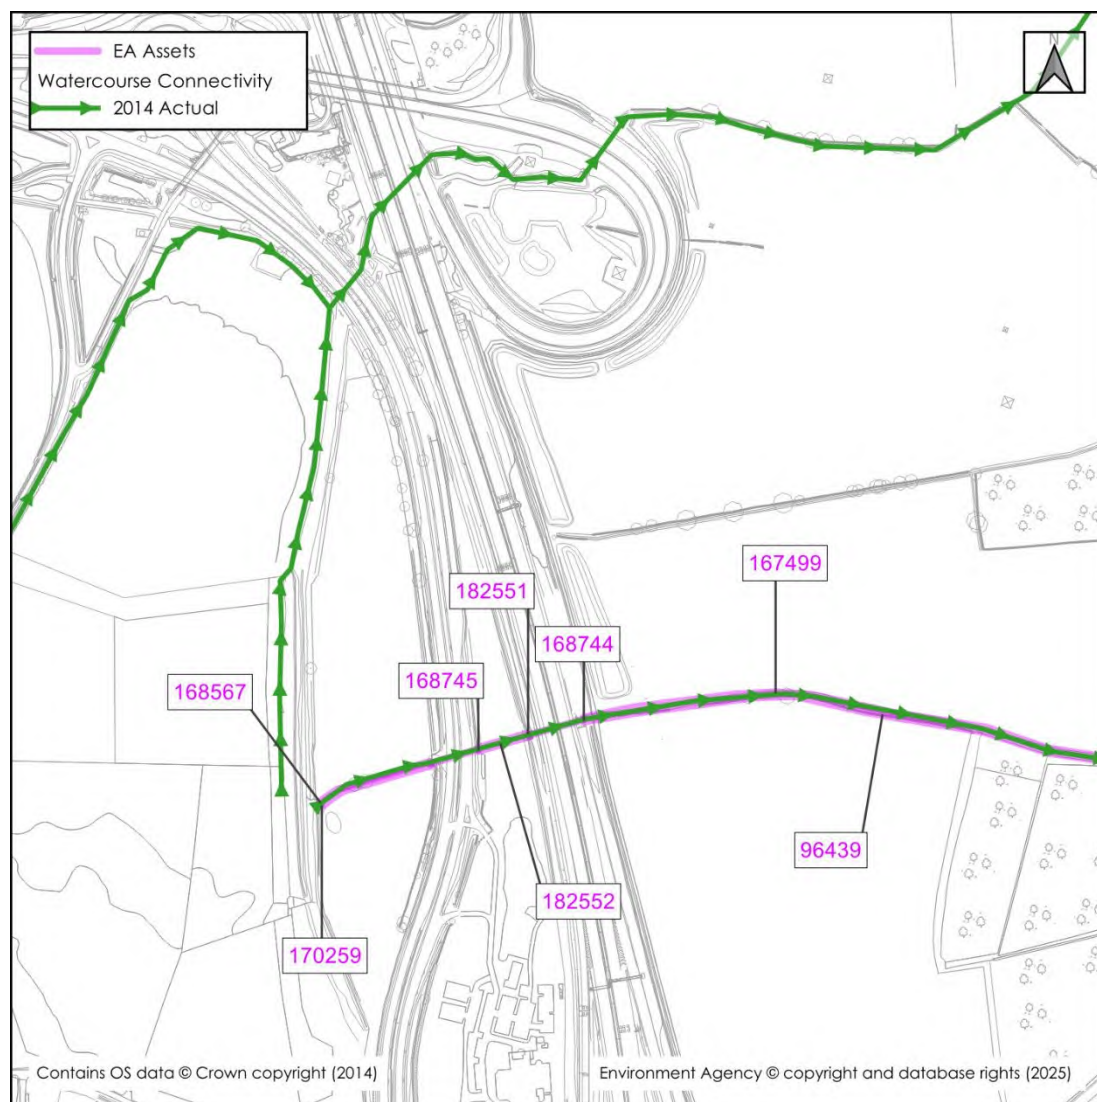 EA Assets
Watercourse Connectivity
2014 Actual
N
167499
182551
168744
168745
168567
96439
182552
170259
Contains OS data © Crown copyright (2014)
Environment Agency © copyright and database rights (2025)